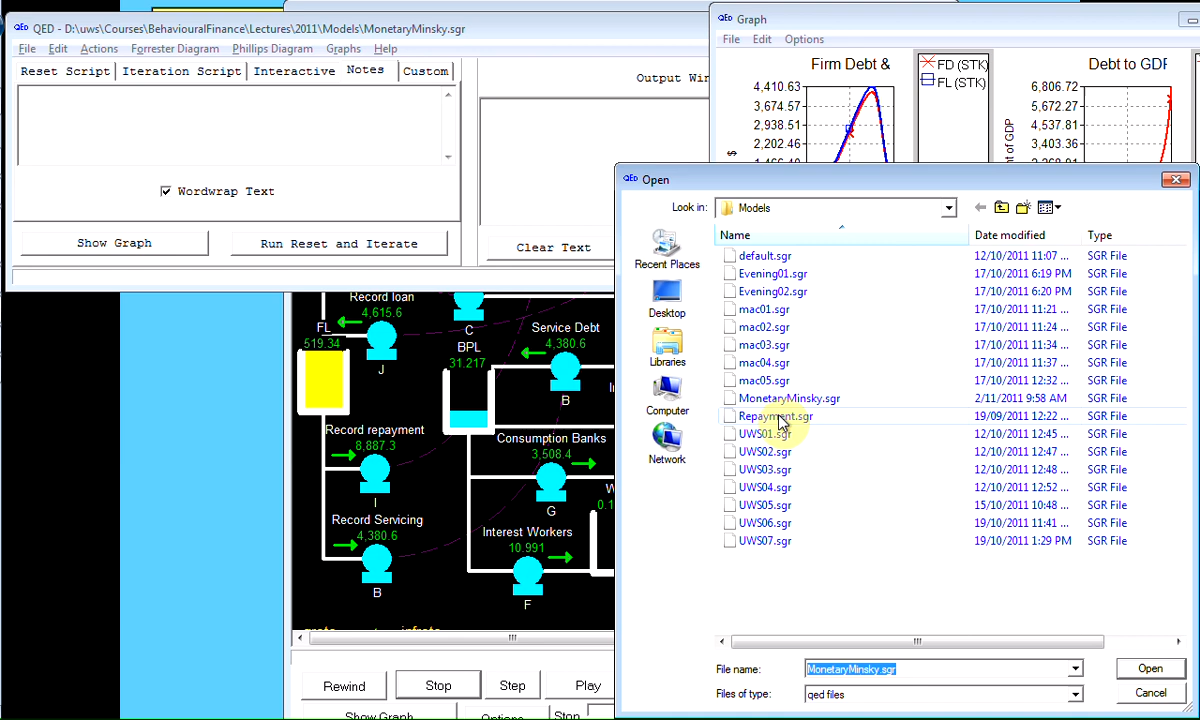 QED - D:\uws\Courses\BehaviouralFinance\Lectures\2011\Models\MonetaryMinsky.sgr
File Edit Actions Forrester Diagram Phillips Diagram Graphs Help
Reset Script Iteration Script Interactive Notes Custom
Output Wir
Wordwrap Text
Show Graph
Run Reset and Iterate
Clear Text
QED Graph
File Edit Options
Firm Debt &
FD (STK)
FL (STK)
4,410.63
3,674.57
2,938.51
2,202.46
$
Debt to GDF
6,806.72
5,672.27
4,537.81
3,403.36
nt of GDP
QED Open
Look in: Models
Recent Places
Desktop
Libraries
Computer
Network
Name Date modified Type
default.sgr 12/10/2011 11:07 ... SGR File
Evening01.sgr 17/10/2011 6:19 PM SGR File
Evening02.sgr 17/10/2011 6:20 PM SGR File
mac01.sgr 17/10/2011 11:21 ... SGR File
mac02.sgr 17/10/2011 11:24 ... SGR File
mac03.sgr 17/10/2011 11:34 ... SGR File
mac04.sgr 17/10/2011 11:37 ... SGR File
mac05.sgr 17/10/2011 12:32 ... SGR File
MonetaryMinsky.sgr 2/11/2011 9:58 AM SGR File
Repayment.sgr 19/09/2011 12:22 ... SGR File
UWS01.sgr 12/10/2011 12:45 ... SGR File
UWS02.sgr 12/10/2011 12:47 ... SGR File
UWS03.sgr 12/10/2011 12:48 ... SGR File
UWS04.sgr 12/10/2011 12:52 ... SGR File
UWS05.sgr 15/10/2011 10:48 ... SGR File
UWS06.sgr 19/10/2011 11:41 ... SGR File
UWS07.sgr 19/10/2011 1:29 PM SGR File
File name: MonetaryMinsky.sgr
Open
Files of type: qed files
Cancel
Record loan
4,615.6
J
FL
519.34
C
BPL
31.217
Service Debt
4,380.6
B
Record repayment
8,887.3
I
Consumption Banks
3,508.4
G
Record Servicing
4,380.6
B
Interest Workers
10.991
F
Rewind
Stop
Step
Play
Show Graph
Options
Stop